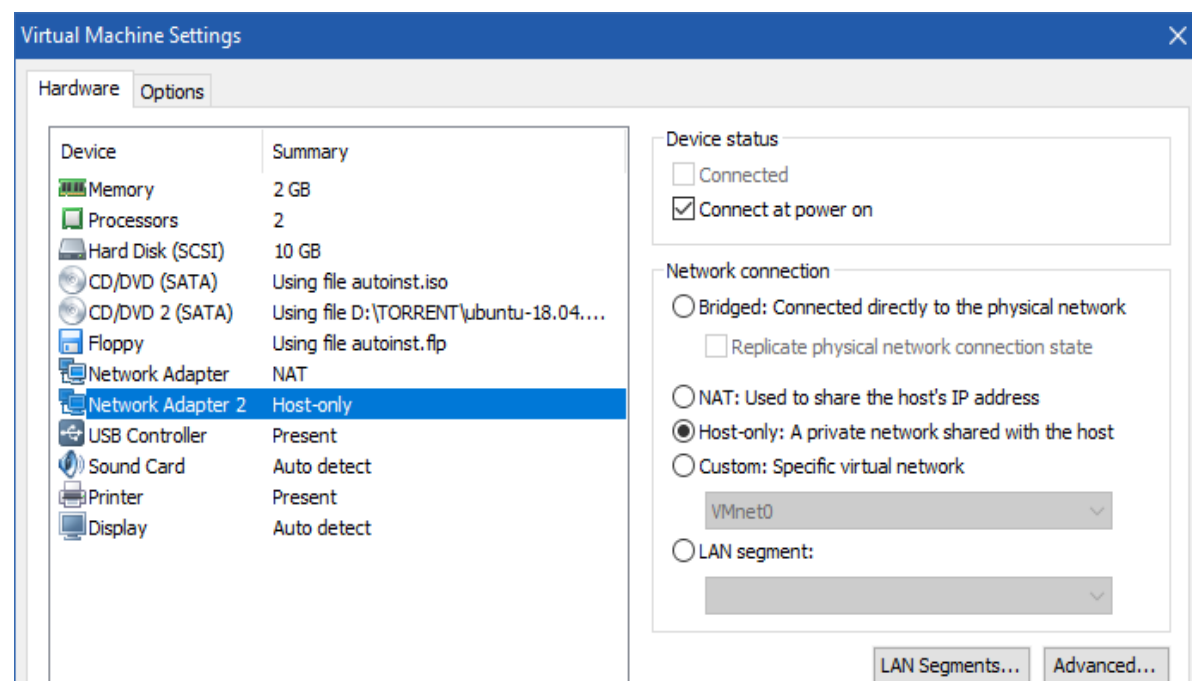 Virtual Machine Settings
Hardware Options
Device Summary
Memory 2 GB
Processors 2
Hard Disk (SCSI) 10 GB
CD/DVD (SATA) Using file autoinst.iso
CD/DVD 2 (SATA) Using file D:\TORRENT\ubuntu-18.04....
Floppy Using file autoinst.flp
Network Adapter NAT
Network Adapter 2 Host-only
USB Controller Present
Sound Card Auto detect
Printer Present
Display Auto detect
Device status
Connected
Connect at power on
Network connection
Bridged: Connected directly to the physical network
Replicate physical network connection state
NAT: Used to share the host's IP address
Host-only: A private network shared with the host
Custom: Specific virtual network
VMnet0
LAN segment:
LAN Segments... Advanced...